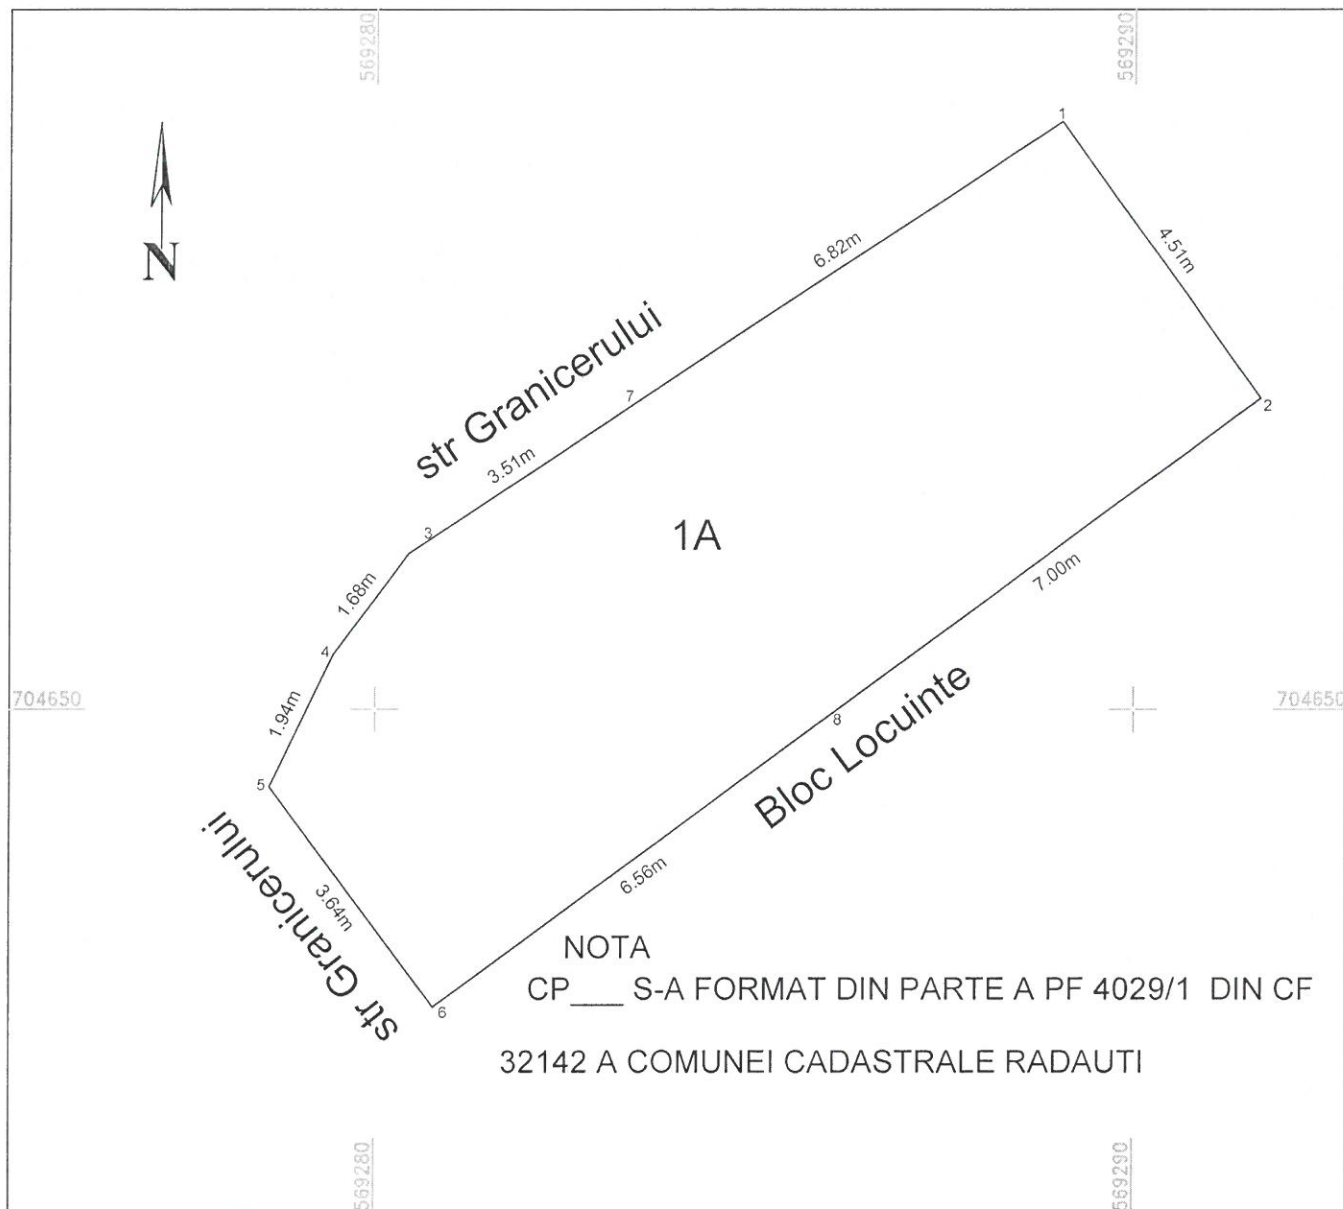 569280
569290
1
N
4.51m
6.82m
str Granicerului
7
2
3.51m
3
1A
7.00m
1.68m
4
704650
704650
1.94m
8
Bloc Locuinte
5
str Granicerului
6.56m
3.64m
NOTA
CP___ S-A FORMAT DIN PARTE A PF 4029/1 DIN CF
6
32142 A COMUNEI CADASTRALE RADAUTI
569280
569290